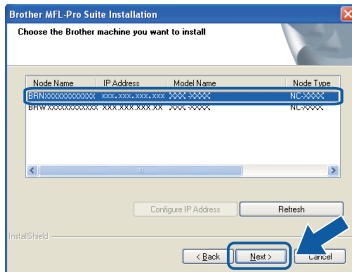 Brother MFL-Pro Suite Installation
Choose the Brother machine you want to install
Node Name IP Address Model Name Node Type
BRNXXXXXXXXXXXX xxx.xxx.xxx.xxx XXX-XXXX NC-XXXX
BRWXXXXXXXXXXXX XXX.XXX.XXX.XX XXX-XXXX NC-XXXX
Configure IP Address Refresh
InstallShield
< Back Next > Cancel